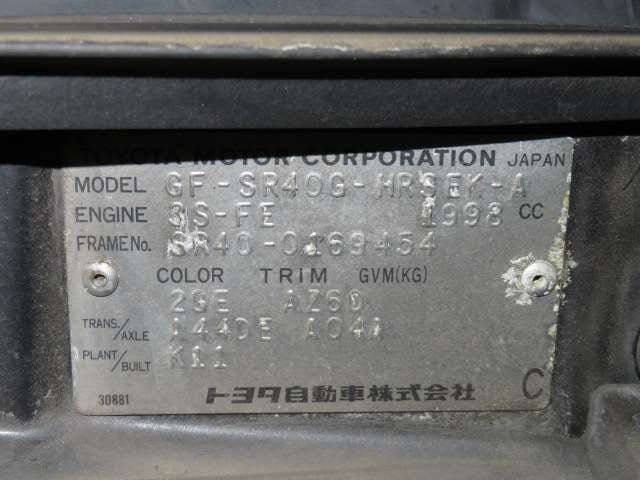 TOYOTA MOTOR CORPORATION JAPAN
MODEL GF-SR40G-HRSEK-A
ENGINE 3S-FE 1998 CC
FRAME No. SR40-0169454
COLOR TRIM GVM(KG)
2GE AZ60
TRANS./AXLE A44DE A04A
PLANT/BUILT K11
30881 トヨタ自動車株式会社 C